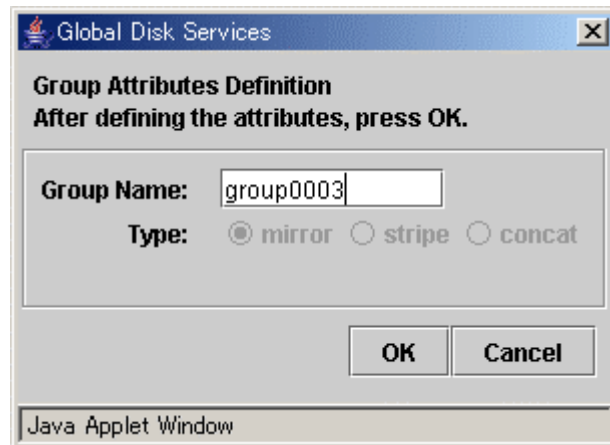 Global Disk Services
Group Attributes Definition
After defining the attributes, press OK.
Group Name: group0003
Type: mirror stripe concat
OK Cancel
Java Applet Window